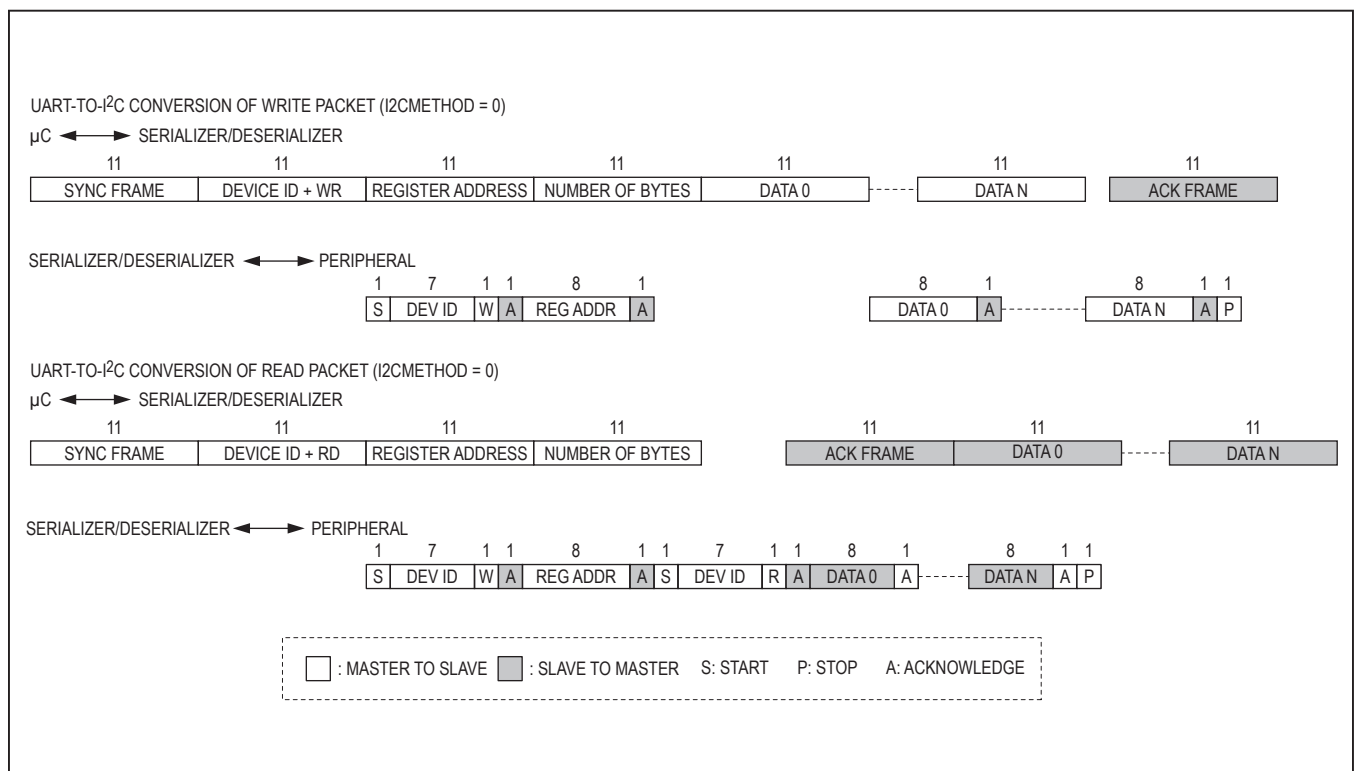 UART-TO-I2C CONVERSION OF WRITE PACKET (I2CMETHOD = 0)
µC SERIALIZER/DESERIALIZER
11 11 11 11 11 11 11
SYNC FRAME DEVICE ID + WR REGISTER ADDRESS NUMBER OF BYTES DATA 0 DATA N ACK FRAME
SERIALIZER/DESERIALIZER PERIPHERAL
1 7 1 1 8 1 8 1 8 1 1
S DEV ID W A REG ADDR A DATA 0 A DATA N A P
UART-TO-I2C CONVERSION OF READ PACKET (I2CMETHOD = 0)
µC SERIALIZER/DESERIALIZER
11 11 11 11 11 11 11
SYNC FRAME DEVICE ID + RD REGISTER ADDRESS NUMBER OF BYTES ACK FRAME DATA 0 DATA N
SERIALIZER/DESERIALIZER PERIPHERAL
1 7 1 1 8 1 1 7 1 1 8 1 8 1 1
S DEV ID W A REG ADDR A S DEV ID R A DATA 0 A DATA N A P
: MASTER TO SLAVE : SLAVE TO MASTER S: START P: STOP A: ACKNOWLEDGE